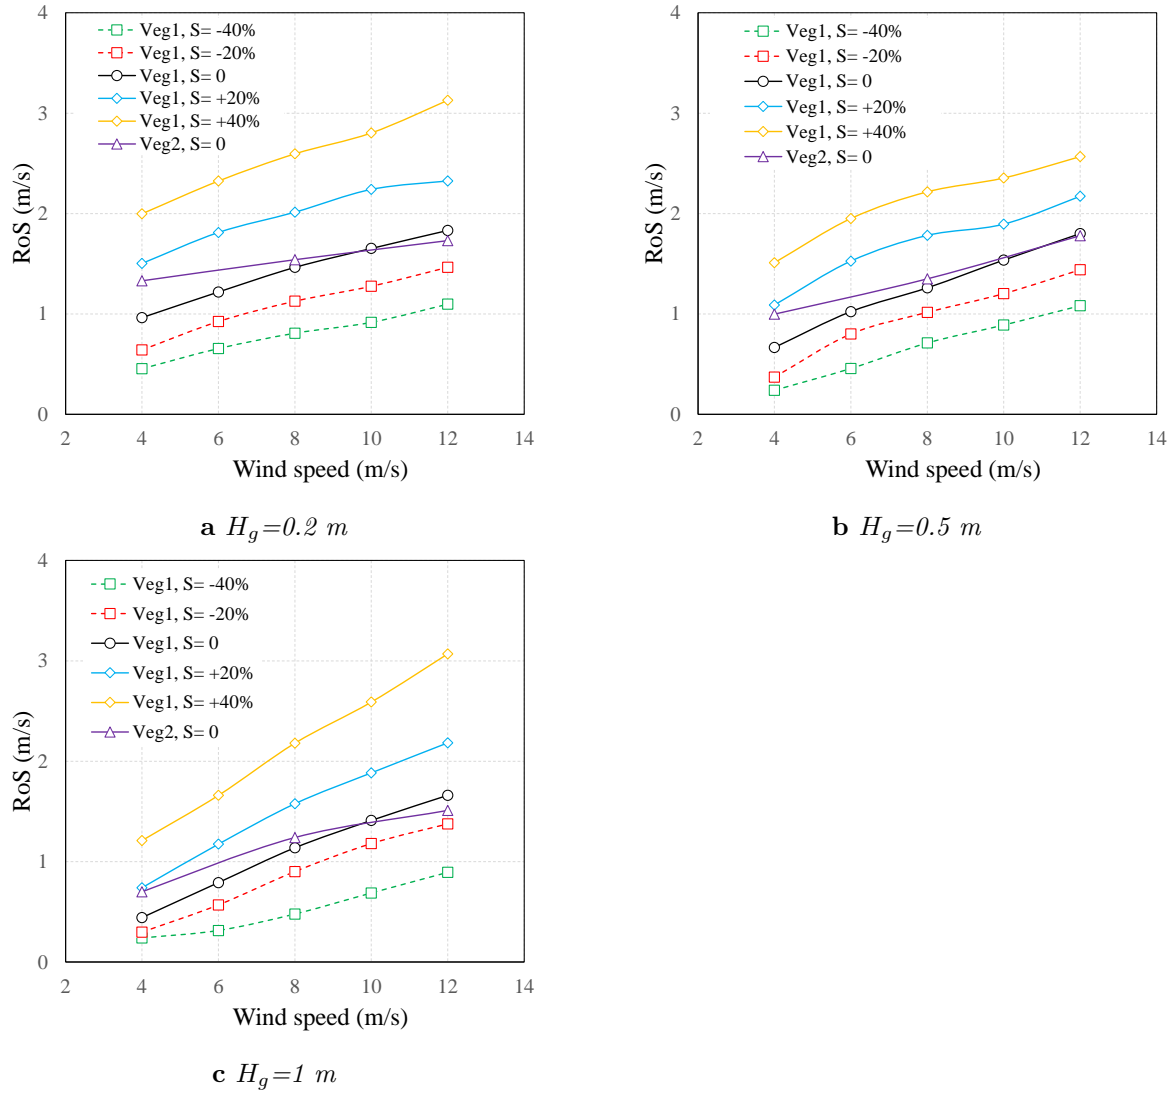 4
3
2
1
0
RoS (m/s)
Veg1, S= -40%
Veg1, S= -20%
Veg1, S= 0
Veg1, S= +20%
Veg1, S= +40%
Veg2, S= 0
2 4 6 8 10 12 14
Wind speed (m/s)
a H_g=0.2 m
4
3
2
1
0
RoS (m/s)
Veg1, S= -40%
Veg1, S= -20%
Veg1, S= 0
Veg1, S= +20%
Veg1, S= +40%
Veg2, S= 0
2 4 6 8 10 12 14
Wind speed (m/s)
b H_g=0.5 m
4
3
2
1
0
RoS (m/s)
Veg1, S= -40%
Veg1, S= -20%
Veg1, S= 0
Veg1, S= +20%
Veg1, S= +40%
Veg2, S= 0
2 4 6 8 10 12 14
Wind speed (m/s)
c H_g=1 m